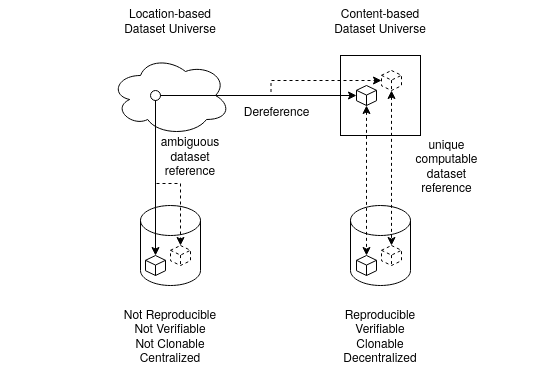 Location-based
Dataset Universe
Content-based
Dataset Universe
Dereference
ambiguous
dataset
reference
unique
computable
dataset
reference
Not Reproducible
Not Verifiable
Not Clonable
Centralized
Reproducible
Verifiable
Clonable
Decentralized